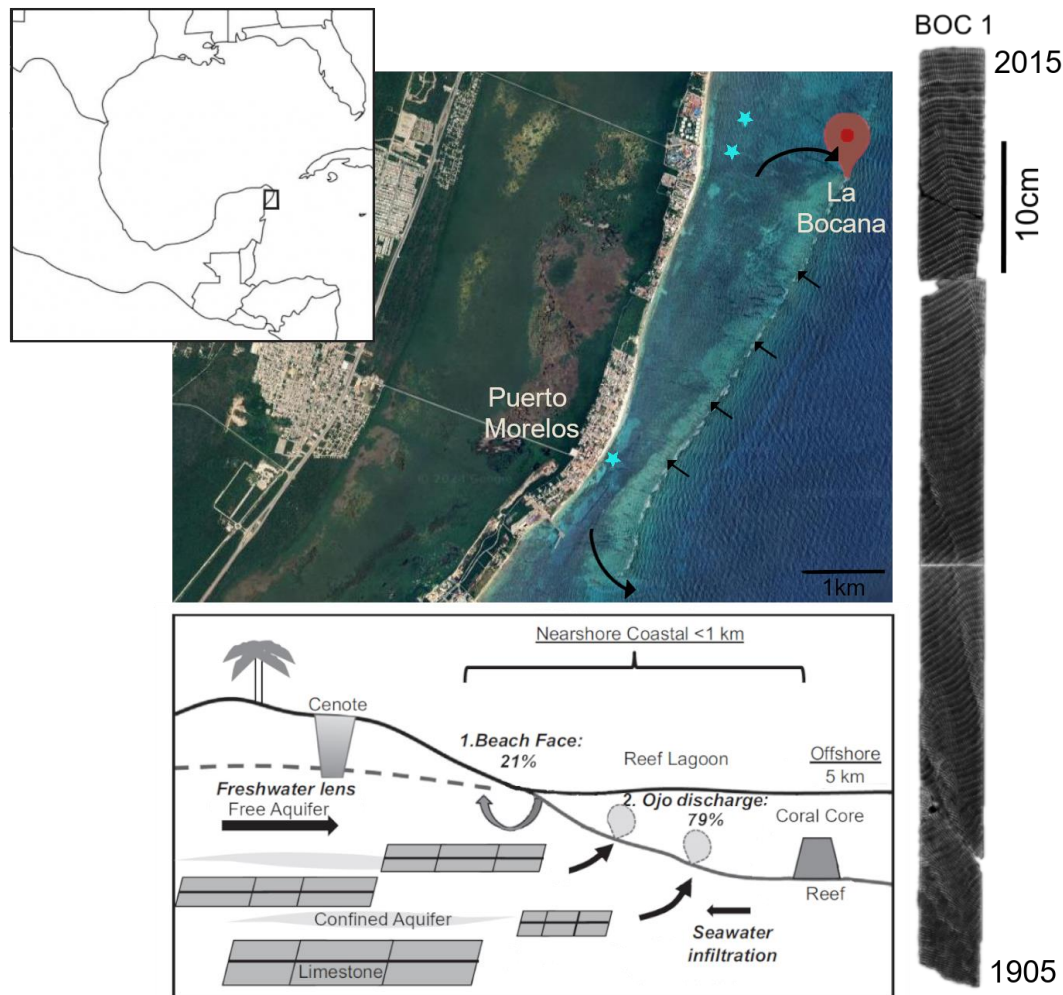 BOC 1
2015
10cm
1905
La
Bocana
Puerto
Morelos
1km
Nearshore Coastal <1 km
Cenote
1.Beach Face:
21%
Reef Lagoon
Offshore
5 km
Freshwater lens
Free Aquifer
2. Ojo discharge:
79%
Coral Core
Reef
Confined Aquifer
Seawater
infiltration
Limestone